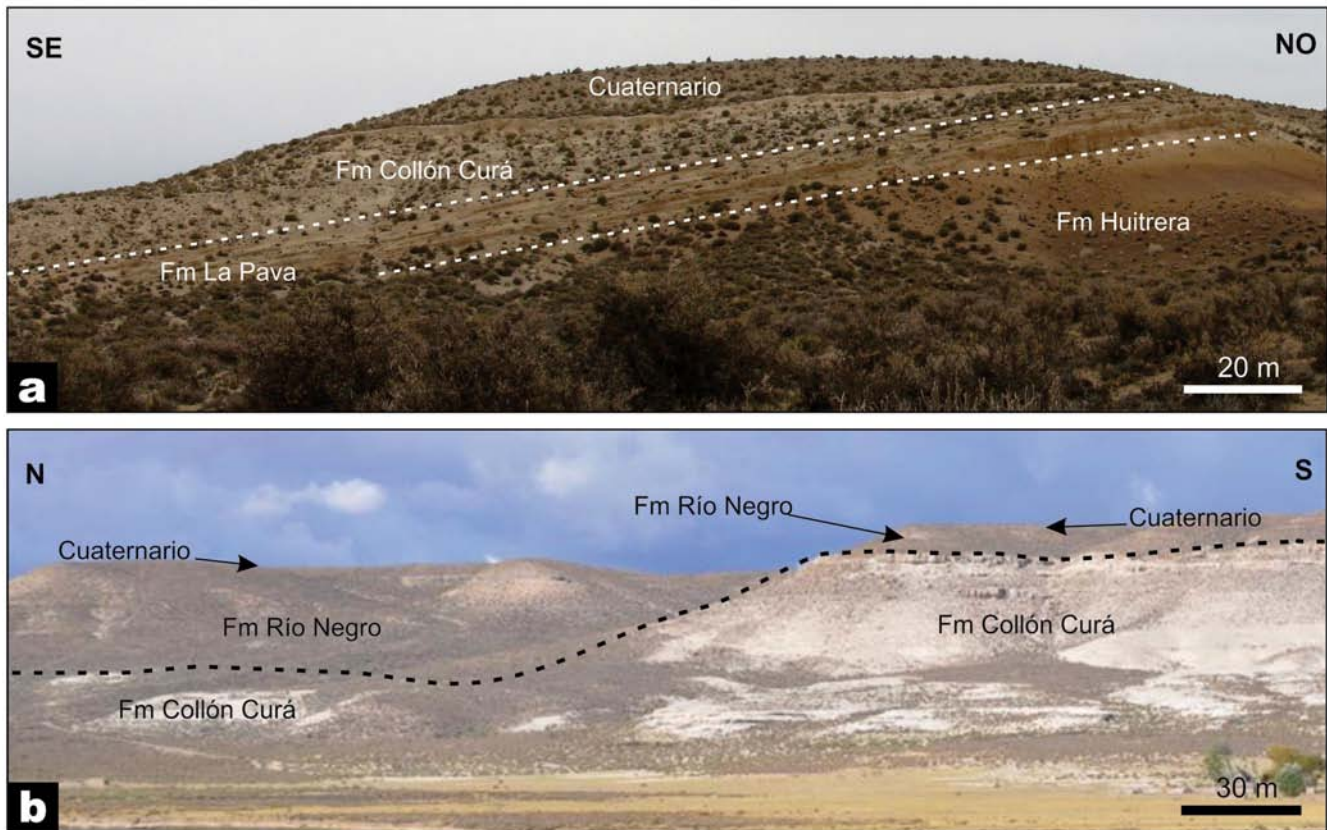 SE
NO
Cuaternario
Fm Collón Curá
Fm La Pava
Fm Huitrera
20 m
a
N
S
Fm Río Negro
Cuaternario
Cuaternario
Fm Río Negro
Fm Collón Curá
Fm Collón Curá
30 m
b